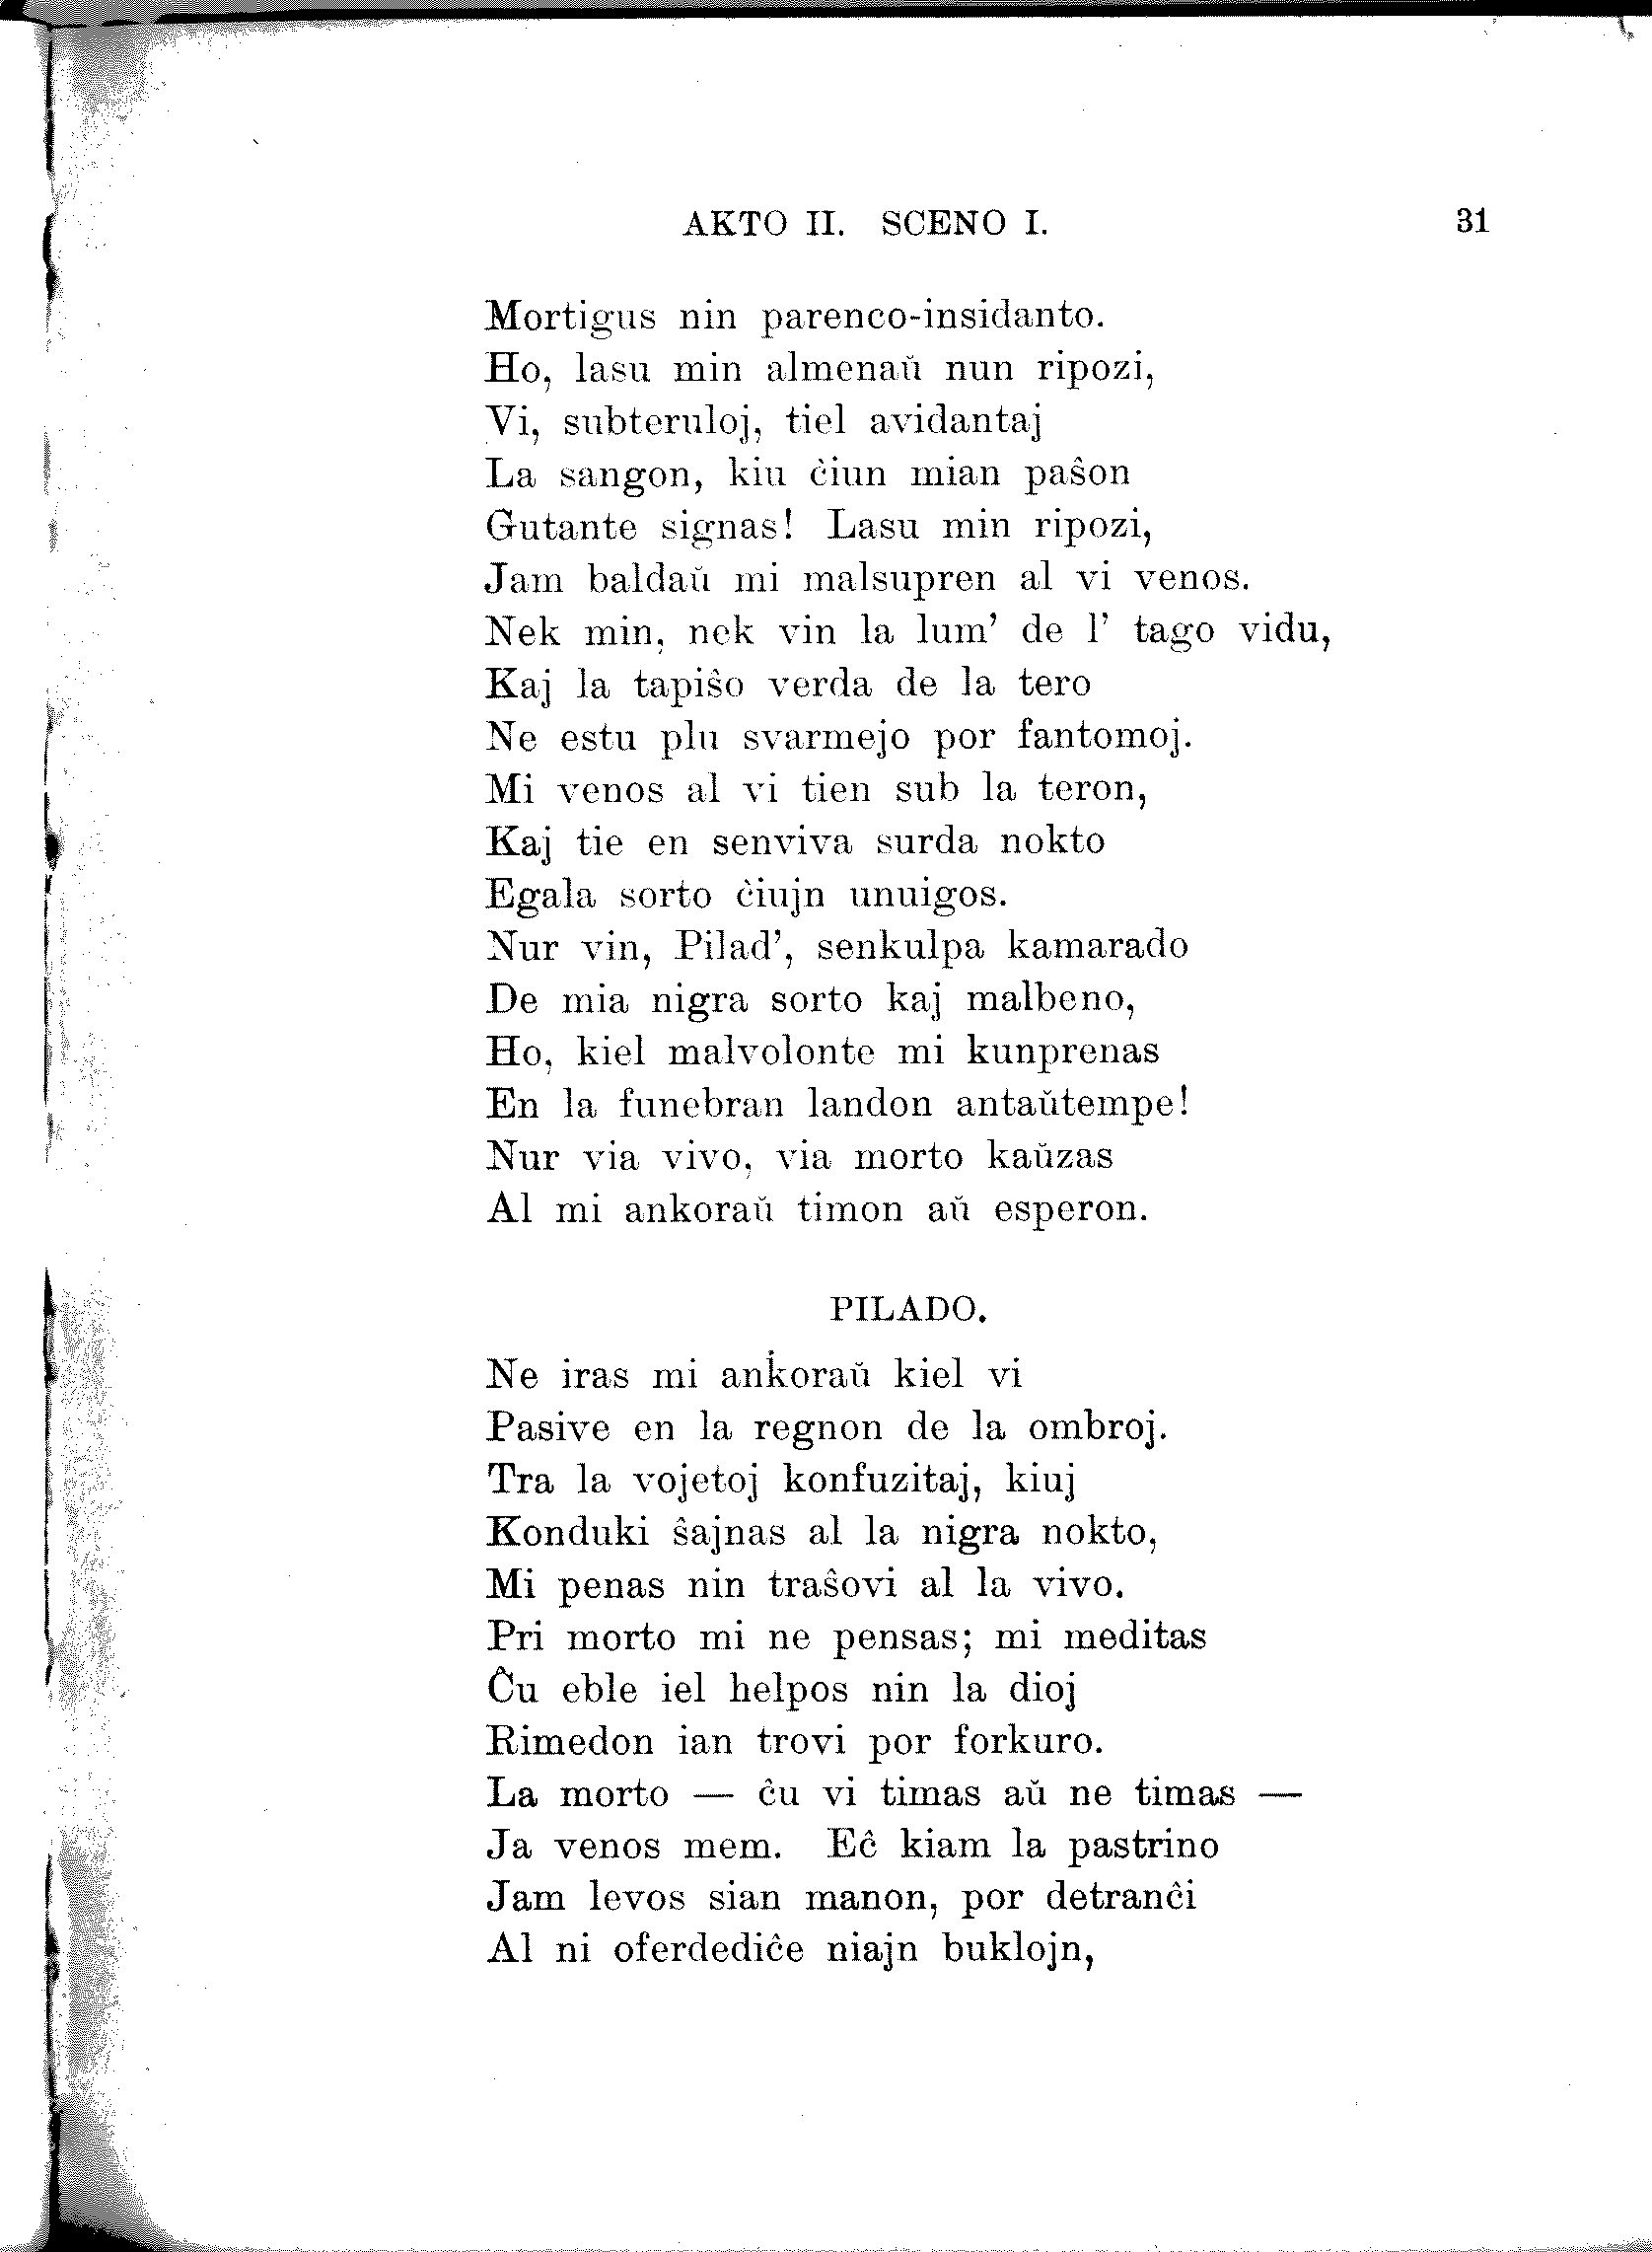 AKTO II. SCENO I. 31
Mortigus nin parenco-insidanto.
Ho, lasu min almenaŭ nun ripozi,
Vi, subteruloj, tiel avidantaj
La sangon, kiu ĉiun mian paŝon
Gutante signas! Lasu min ripozi,
Jam baldaŭ mi malsupren al vi venos.
Nek min, nek vin la lum' de l' tago vidu,
Kaj la tapiŝo verda de la tero
Ne estu plu svarmejo por fantomoj.
Mi venos al vi tien sub la teron,
Kaj tie en senviva surda nokto
Egala sorto ĉiujn unuigos.
Nur vin, Pilad', senkulpa kamarado
De mia nigra sorto kaj malbeno,
Ho, kiel malvolonte mi kunprenas
En la funebran landon antaŭtempe!
Nur via vivo, via morto kaŭzas
Al mi ankoraŭ timon aŭ esperon.
PILADO.
Ne iras mi ankoraŭ kiel vi
Pasive en la regnon de la ombroj.
Tra la vojetoj konfuzitaj, kiuj
Konduki ŝajnas al la nigra nokto,
Mi penas nin traŝovi al la vivo.
Pri morto mi ne pensas; mi meditas
Ĉu eble iel helpos nin la dioj
Rimedon ian trovi por forkuro.
La morto — ĉu vi timas aŭ ne timas —
Ja venos mem. Eĉ kiam la pastrino
Jam levos sian manon, por detranĉi
Al ni oferdediĉe niajn buklojn,